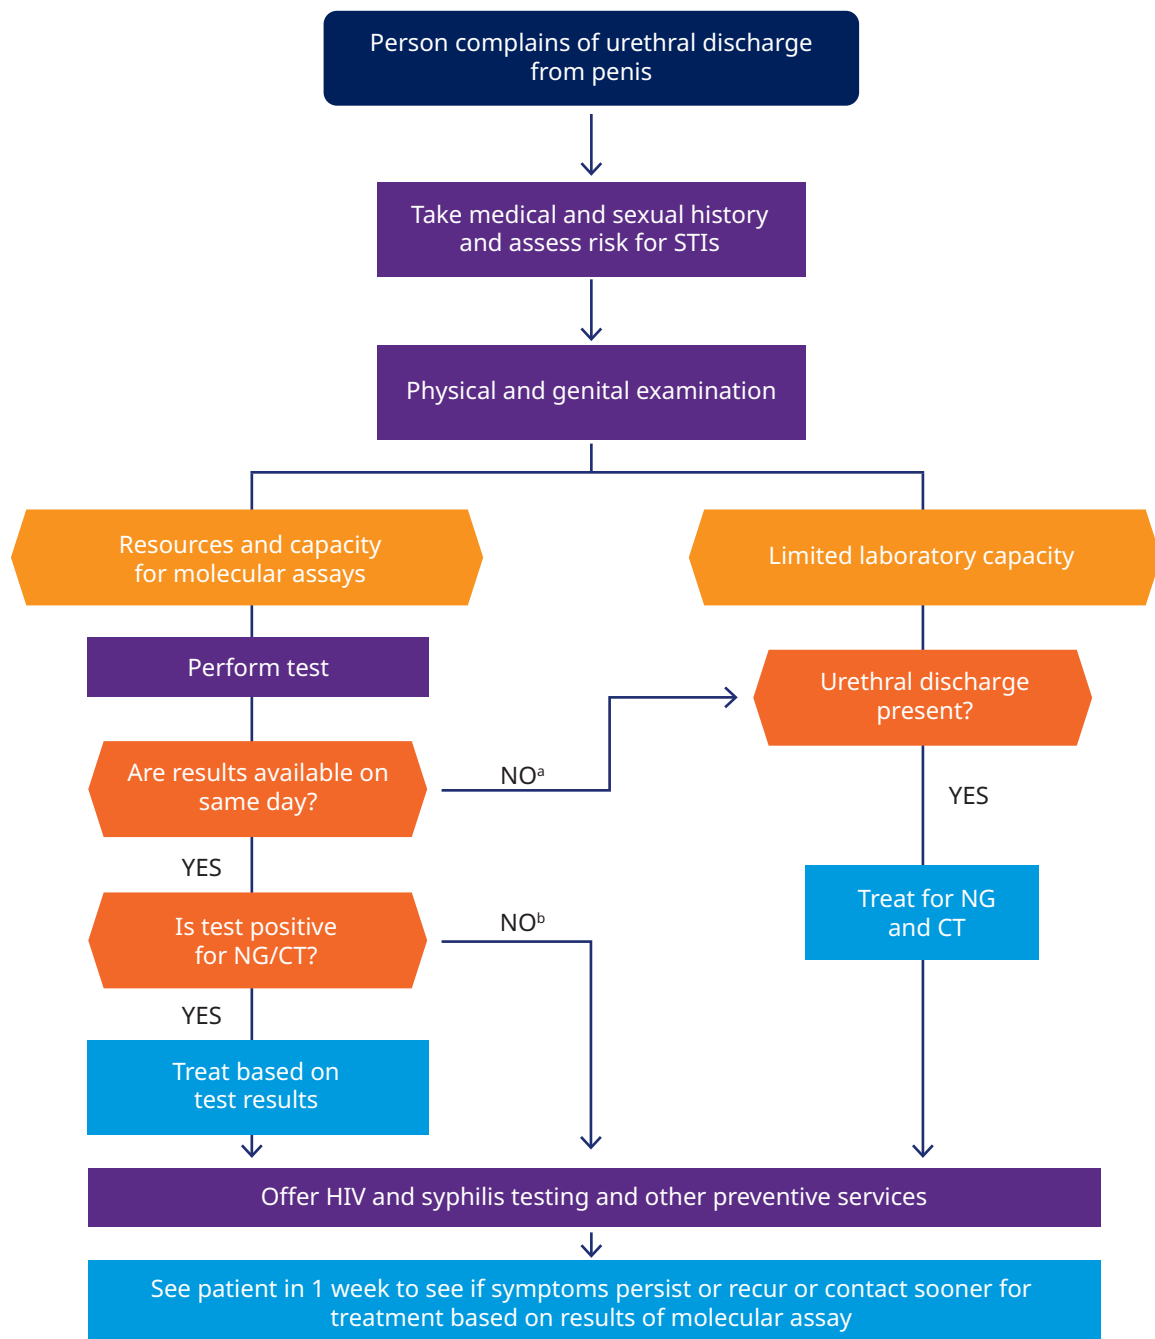 Person complains of urethral discharge
from penis
Take medical and sexual history
and assess risk for STIs
Physical and genital examination
Resources and capacity
for molecular assays
Limited laboratory capacity
Perform test
Urethral discharge
present?
Are results available on
same day?
NOᵃ
YES
YES
Is test positive
for NG/CT?
NOᵇ
Treat for NG
and CT
YES
Treat based on
test results
Offer HIV and syphilis testing and other preventive services
See patient in 1 week to see if symptoms persist or recur or contact sooner for
treatment based on results of molecular assay